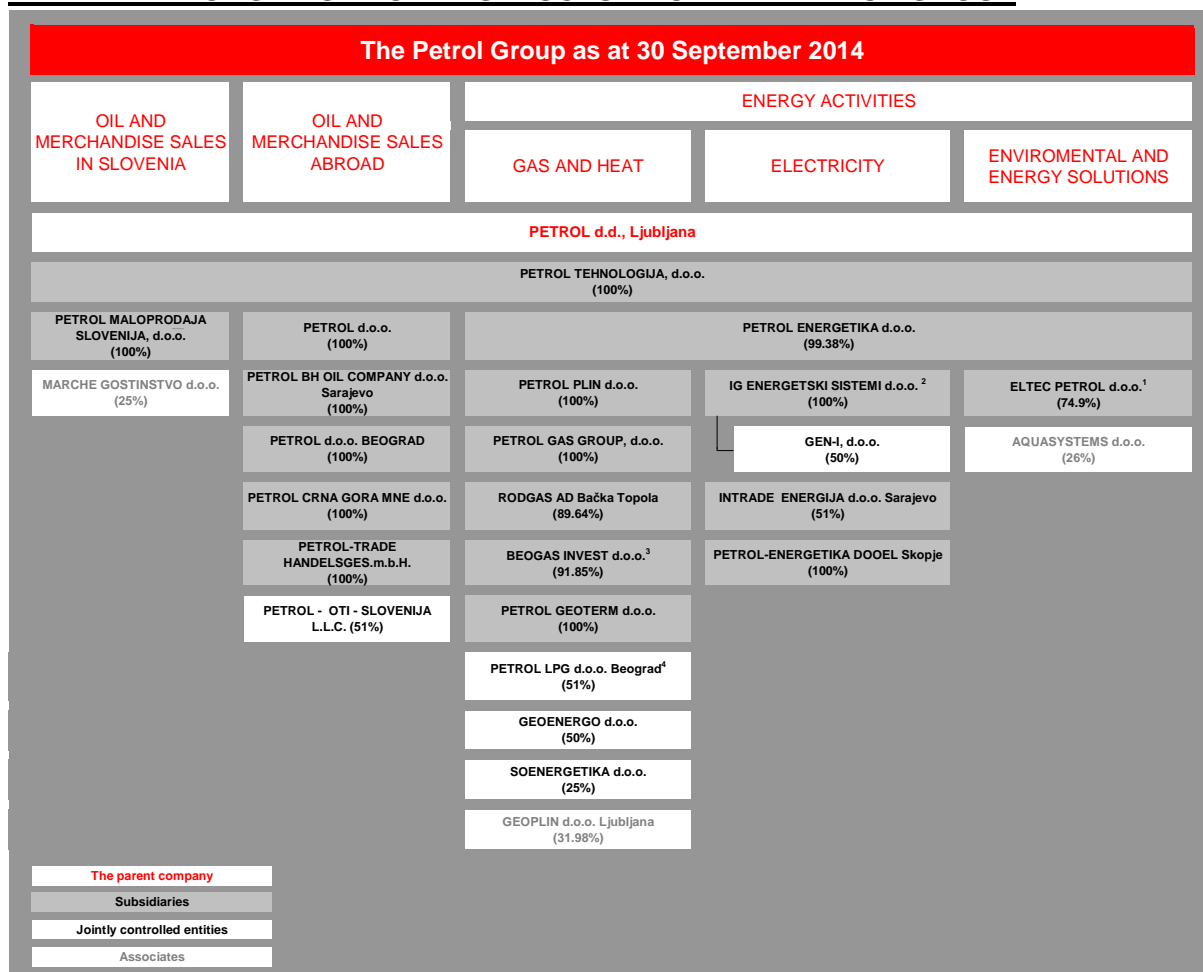 The Petrol Group as at 30 September 2014
OIL AND
MERCHANDISE SALES
IN SLOVENIA
OIL AND
MERCHANDISE SALES
ABROAD
ENERGY ACTIVITIES
GAS AND HEAT
ELECTRICITY
ENVIROMENTAL AND
ENERGY SOLUTIONS
PETROL d.d., Ljubljana
PETROL TEHNOLOGIJA, d.o.o.
(100%)
PETROL MALOPRODAJA
SLOVENIJA, d.o.o.
(100%)
PETROL d.o.o.
(100%)
PETROL ENERGETIKA d.o.o.
(99.38%)
MARCHE GOSTINSTVO d.o.o.
(25%)
PETROL BH OIL COMPANY d.o.o.
Sarajevo
(100%)
PETROL PLIN d.o.o.
(100%)
IG ENERGETSKI SISTEMI d.o.o. 2
(100%)
ELTEC PETROL d.o.o.1
(74.9%)
PETROL d.o.o. BEOGRAD
(100%)
PETROL GAS GROUP, d.o.o.
(100%)
GEN-I, d.o.o.
(50%)
AQUASYSTEMS d.o.o.
(26%)
PETROL CRNA GORA MNE d.o.o.
(100%)
RODGAS AD Bačka Topola
(89.64%)
INTRADE ENERGIJA d.o.o. Sarajevo
(51%)
PETROL-TRADE
HANDELSGES.m.b.H.
(100%)
BEOGAS INVEST d.o.o.3
(91.85%)
PETROL-ENERGETIKA DOOEL Skopje
(100%)
PETROL - OTI - SLOVENIJA
L.L.C. (51%)
PETROL GEOTERM d.o.o.
(100%)
PETROL LPG d.o.o. Beograd4
(51%)
GEOENERGO d.o.o.
(50%)
SOENERGETIKA d.o.o.
(25%)
GEOPLIN d.o.o. Ljubljana
(31.98%)
The parent company
Subsidiaries
Jointly controlled entities
Associates